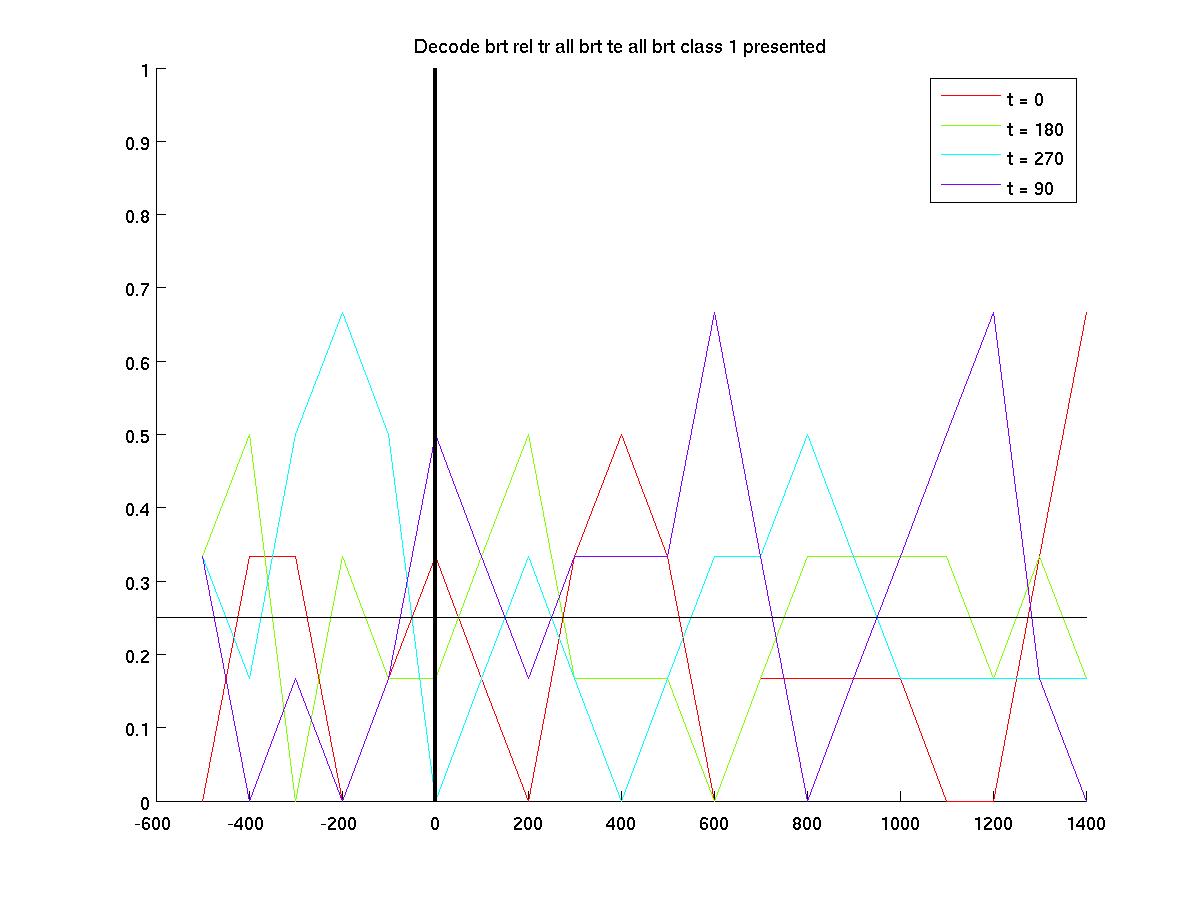 Decode brt rel tr all brt te all brt class 1 presented
t = 0
t = 180
t = 270
t = 90
1
0.9
0.8
0.7
0.6
0.5
0.4
0.3
0.2
0.1
0
-600 -400 -200 0 200 400 600 800 1000 1200 1400